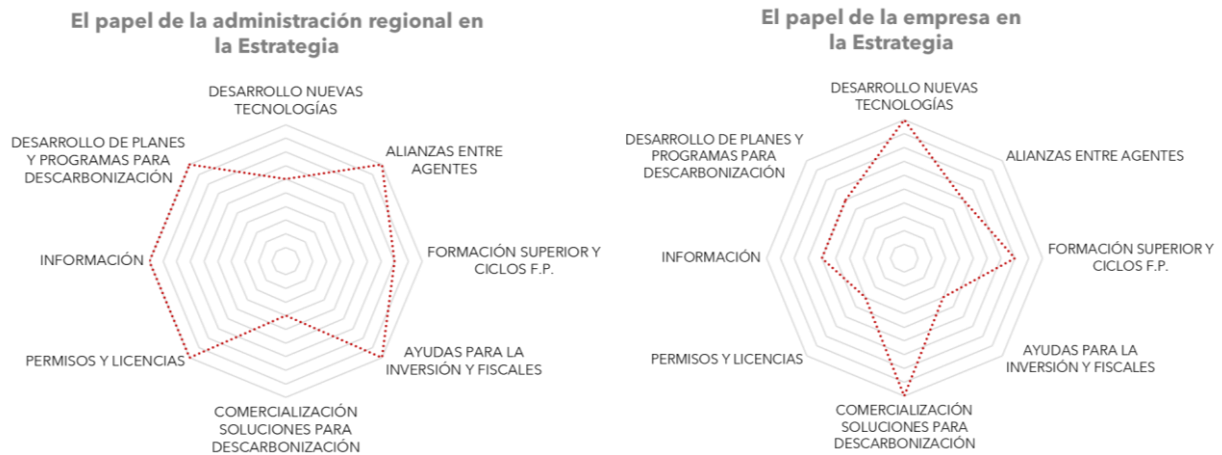 El papel de la administración regional en
la Estrategia
DESARROLLO NUEVAS
TECNOLOGÍAS
ALIANZAS ENTRE
AGENTES
FORMACIÓN SUPERIOR Y
CICLOS F.P.
AYUDAS PARA LA
INVERSIÓN Y FISCALES
COMERCIALIZACIÓN
SOLUCIONES PARA
DESCARBONIZACIÓN
PERMISOS Y LICENCIAS
INFORMACIÓN
DESARROLLO DE PLANES
Y PROGRAMAS PARA
DESCARBONIZACIÓN
El papel de la empresa en
la Estrategia
DESARROLLO NUEVAS
TECNOLOGÍAS
ALIANZAS ENTRE AGENTES
FORMACIÓN SUPERIOR Y
CICLOS F.P.
AYUDAS PARA LA
INVERSIÓN Y FISCALES
COMERCIALIZACIÓN
SOLUCIONES PARA
DESCARBONIZACIÓN
PERMISOS Y LICENCIAS
INFORMACIÓN
DESARROLLO DE PLANES Y
PROGRAMAS PARA
DESCARBONIZACIÓN